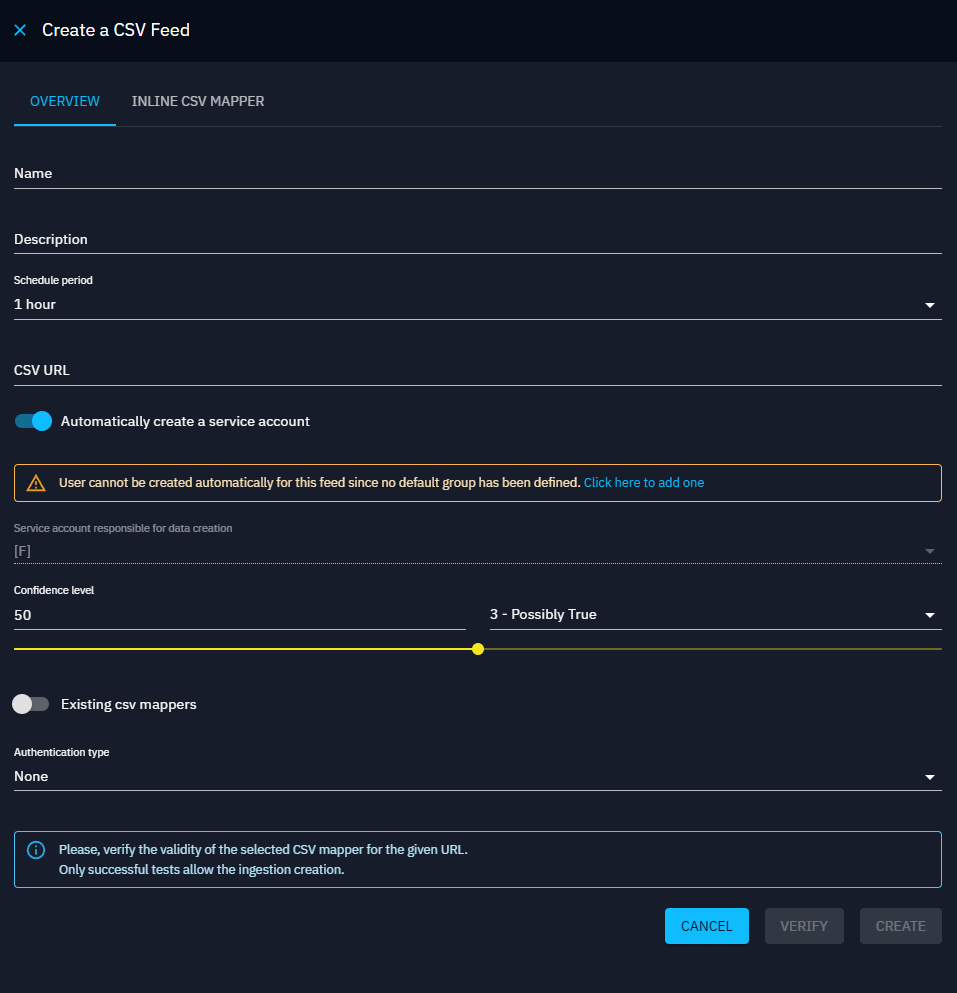 Create a CSV Feed
OVERVIEW INLINE CSV MAPPER
Name
Description
Schedule period
1 hour
CSV URL
Automatically create a service account
User cannot be created automatically for this feed since no default group has been defined. Click here to add one
Service account responsible for data creation
[F]
Confidence level
50 3 - Possibly True
Existing csv mappers
Authentication type
None
Please, verify the validity of the selected CSV mapper for the given URL.
Only successful tests allow the ingestion creation.
CANCEL VERIFY CREATE